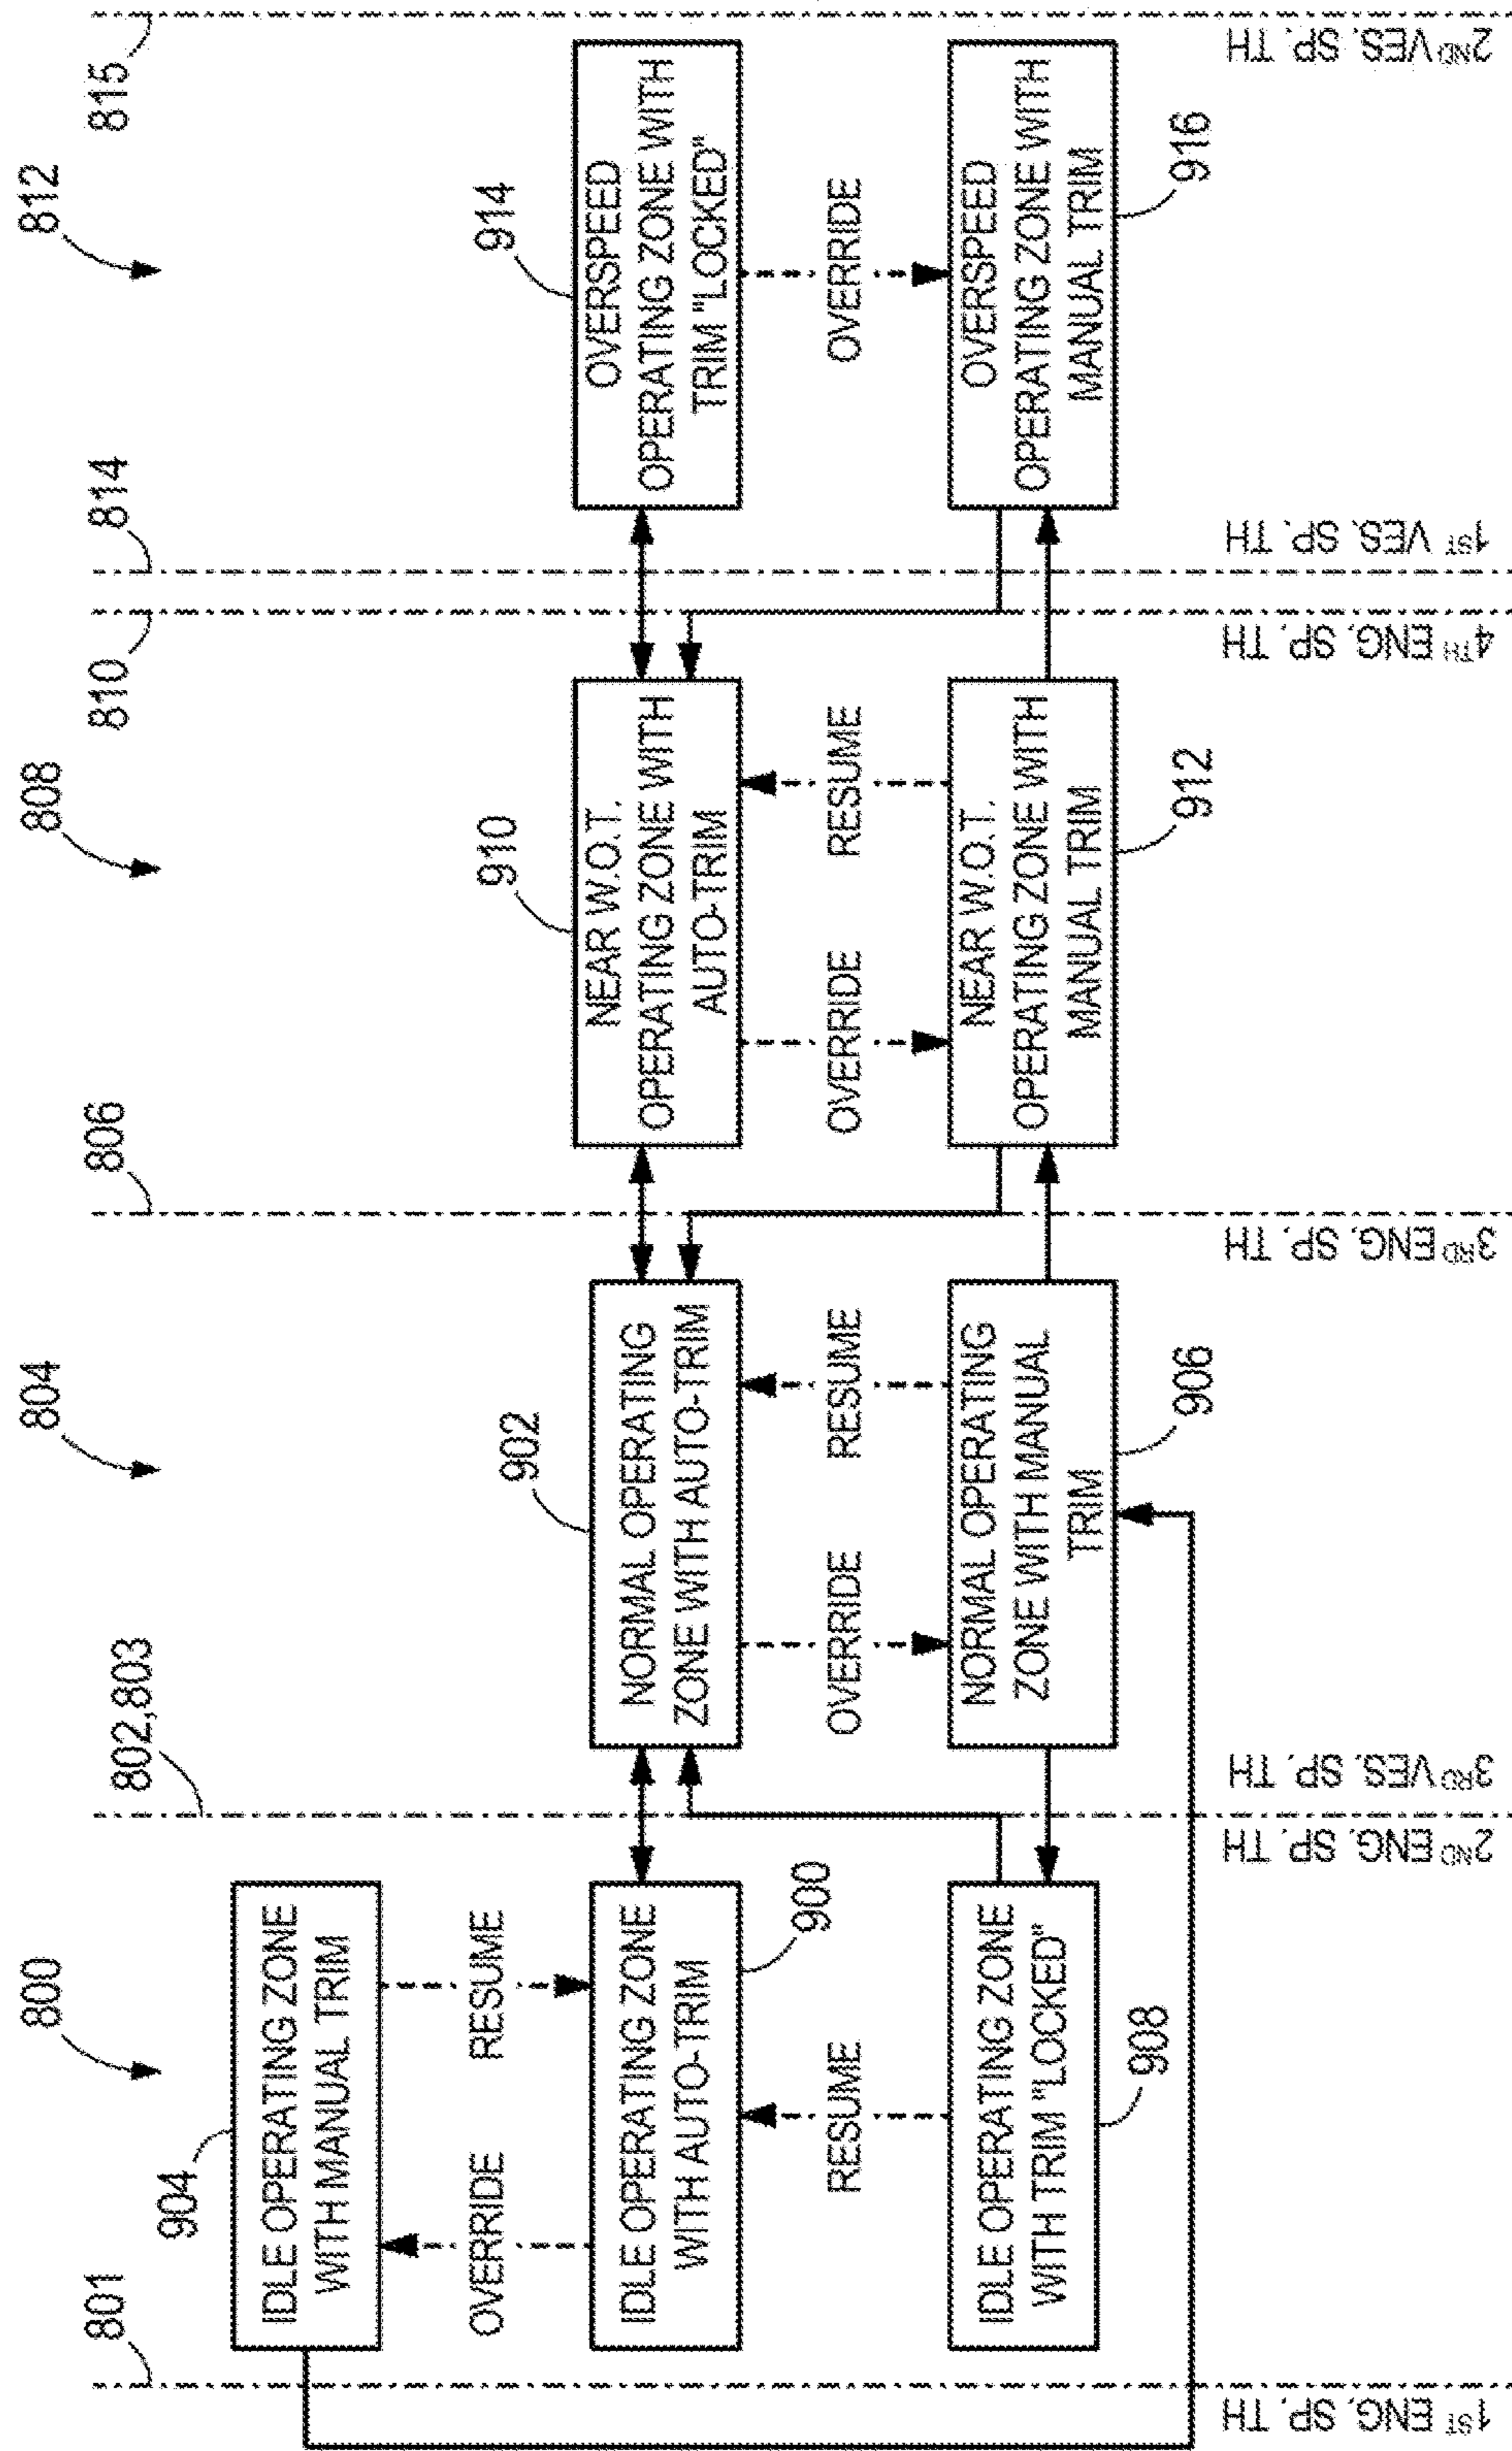 800
804
808
812
801
802,803
806
810
814
815
904
IDLE OPERATING ZONE
WITH MANUAL TRIM
OVERRIDE
RESUME
IDLE OPERATING ZONE
WITH AUTO-TRIM
900
902
NORMAL OPERATING
ZONE WITH AUTO-TRIM
910
NEAR W.O.T.
OPERATING ZONE WITH
AUTO-TRIM
914
OVERSPEED
OPERATING ZONE WITH
TRIM "LOCKED"
RESUME
OVERRIDE
RESUME
OVERRIDE
RESUME
OVERRIDE
IDLE OPERATING ZONE
WITH TRIM "LOCKED"
908
NORMAL OPERATING
ZONE WITH MANUAL
TRIM
906
NEAR W.O.T.
OPERATING ZONE WITH
MANUAL TRIM
912
OVERSPEED
OPERATING ZONE WITH
MANUAL TRIM
916
1ST ENG. SP. TH
2ND ENG. SP. TH
3RD VES. SP. TH
3RD ENG. SP. TH
4TH ENG. SP. TH
1ST VES. SP. TH
2ND VES. SP. TH